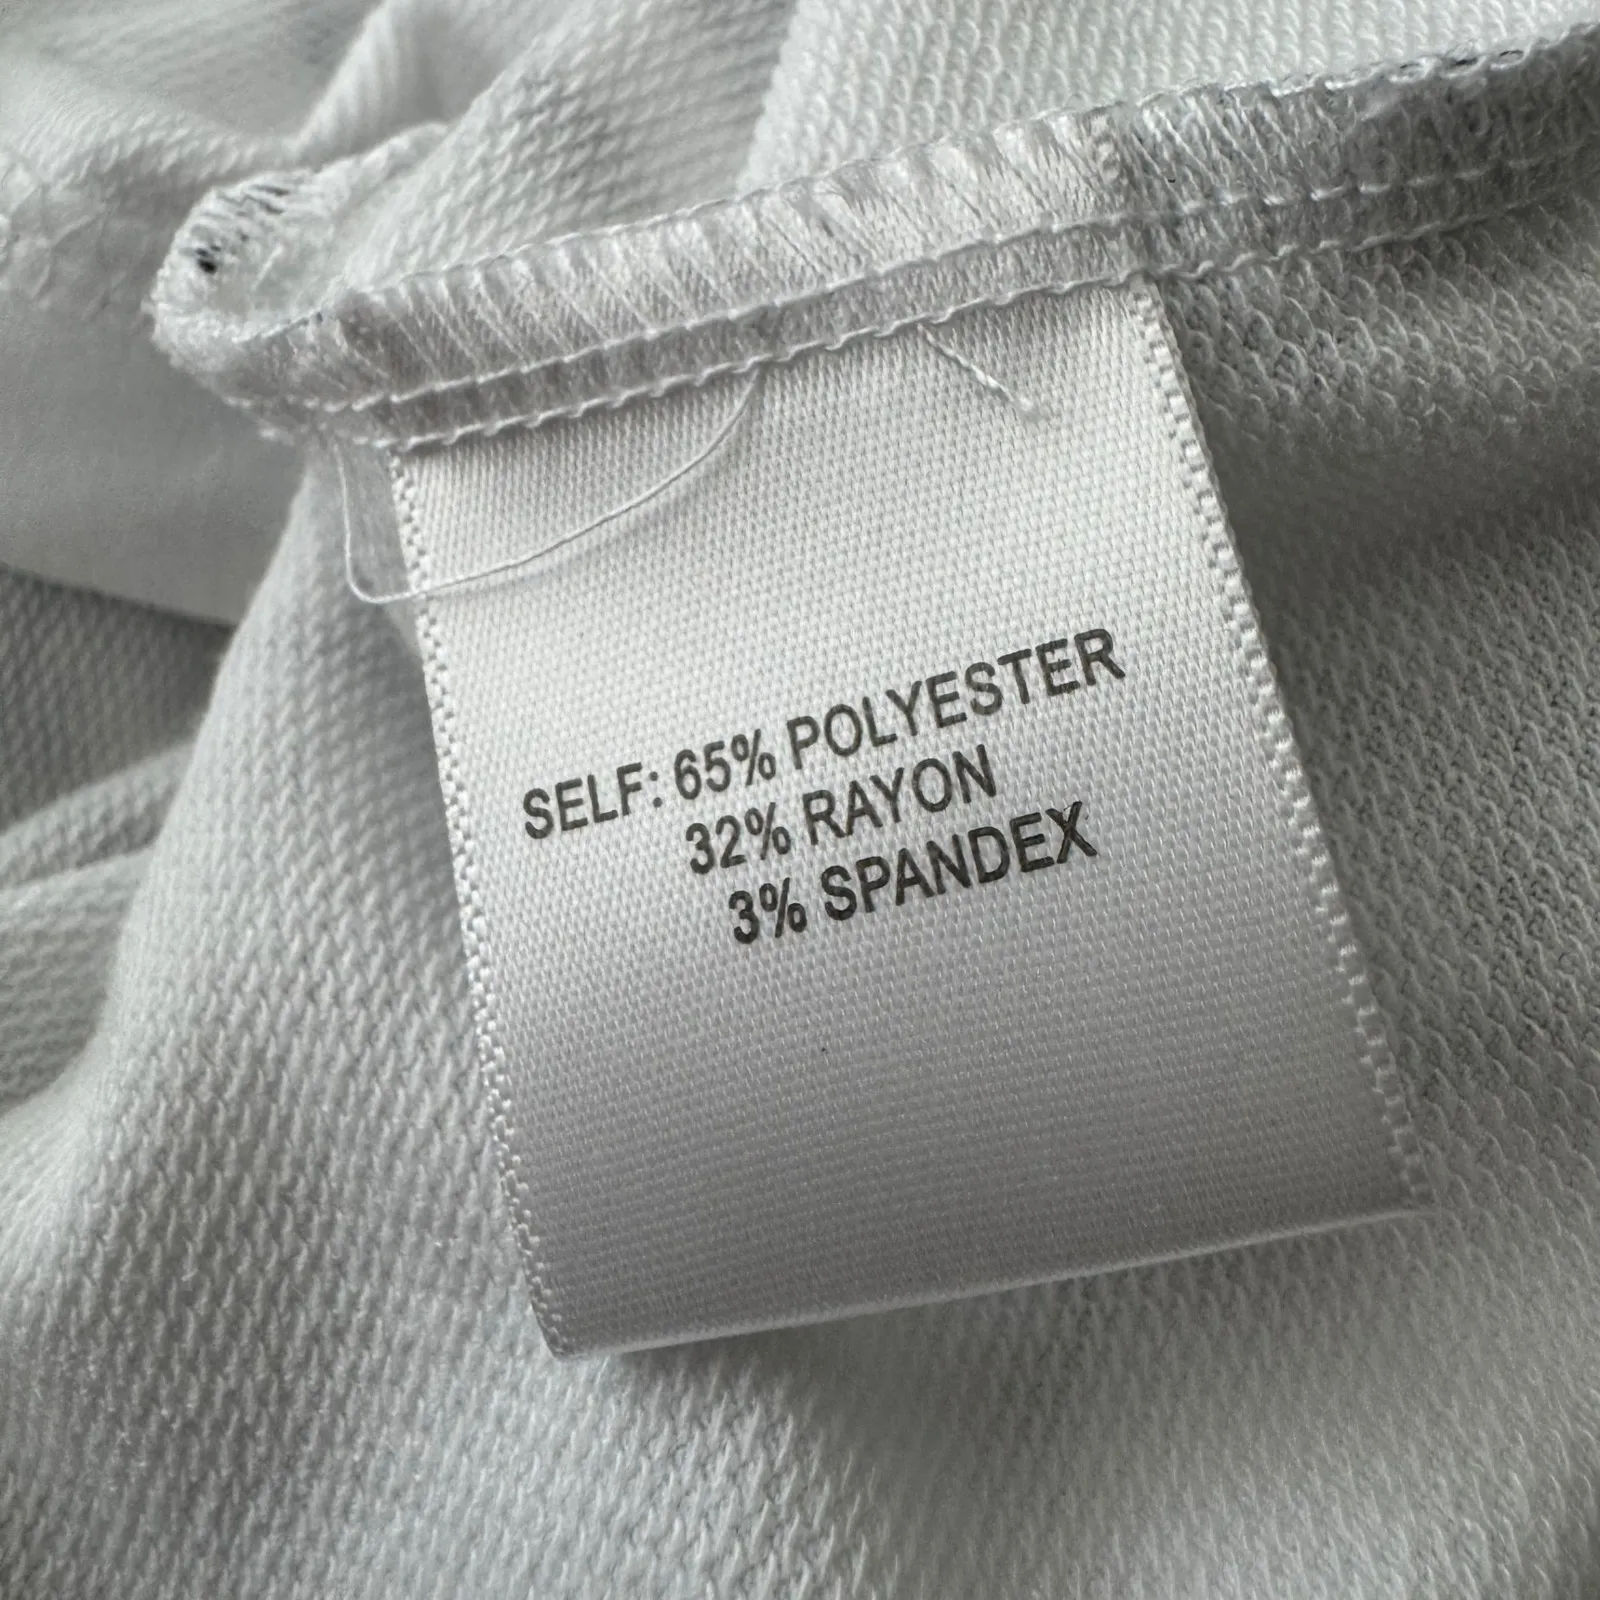 SELF: 65% POLYESTER
32% RAYON
3% SPANDEX